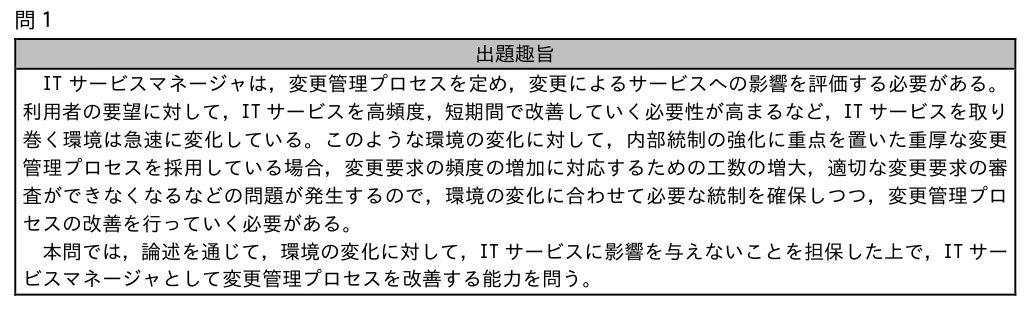 問 1
出題趣旨
IT サービスマネージャは，変更管理プロセスを定め，変更によるサービスへの影響を評価する必要がある。
利用者の要望に対して，IT サービスを高頻度，短期間で改善していく必要性が高まるなど，IT サービスを取り
巻く環境は急速に変化している。このような環境の変化に対して，内部統制の強化に重点を置いた重厚な変更
管理プロセスを採用している場合，変更要求の頻度の増加に対応するための工数の増大，適切な変更要求の審
査ができなくなるなどの問題が発生するので，環境の変化に合わせて必要な統制を確保しつつ，変更管理プロ
セスの改善を行っていく必要がある。
本問では，論述を通じて，環境の変化に対して，IT サービスに影響を与えないことを担保した上で，IT サー
ビスマネージャとして変更管理プロセスを改善する能力を問う。